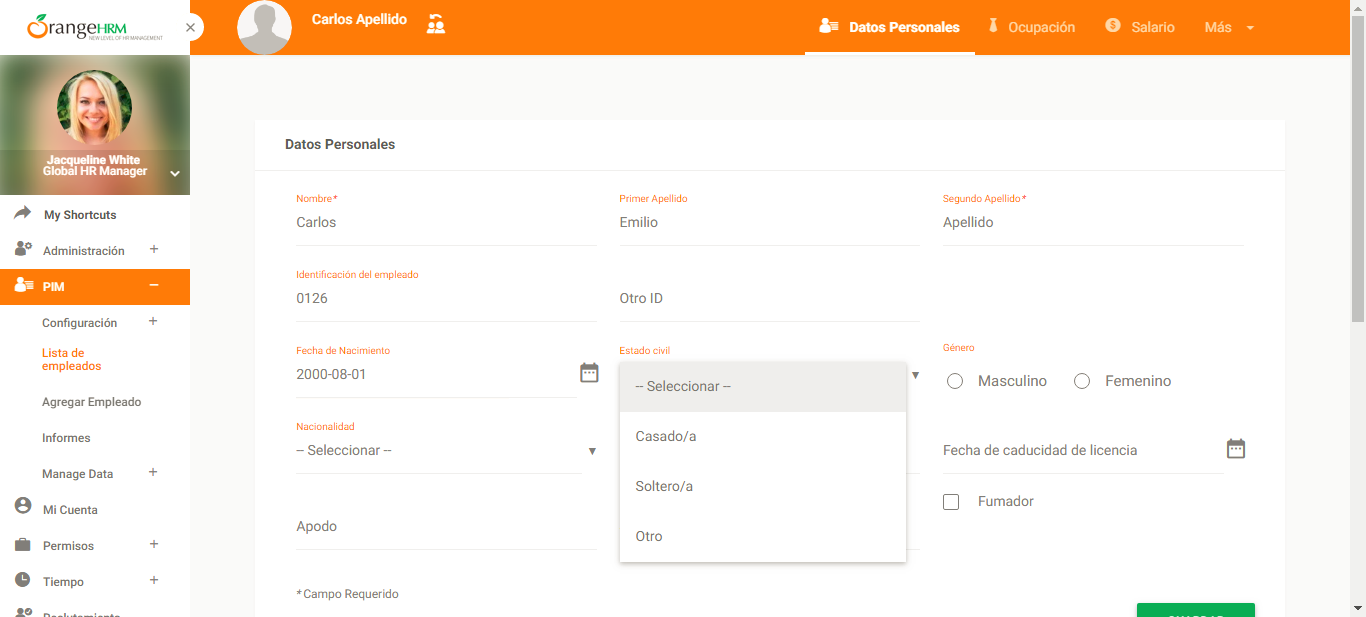 OrangeHRM
NEW LEVEL OF HR MANAGEMENT
Carlos Apellido
Datos Personales
Ocupación
Salario
Más
Jacqueline White
Global HR Manager
My Shortcuts
Administración
PIM
Configuración
Lista de
empleados
Agregar Empleado
Informes
Manage Data
Mi Cuenta
Permisos
Tiempo
Datos Personales
Nombre*
Primer Apellido
Segundo Apellido*
Carlos
Emilio
Apellido
Identificación del empleado
0126
Otro ID
Fecha de Nacimiento
Estado civil
Género
2000-08-01
-- Seleccionar --
Masculino
Femenino
Casado/a
Nacionalidad
-- Seleccionar --
Fecha de caducidad de licencia
Soltero/a
Fumador
Apodo
Otro
* Campo Requerido